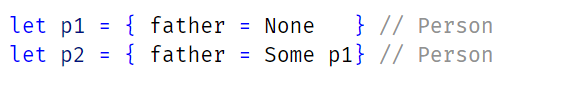 let p1 = { father = None   } // Person
let p2 = { father = Some p1} // Person